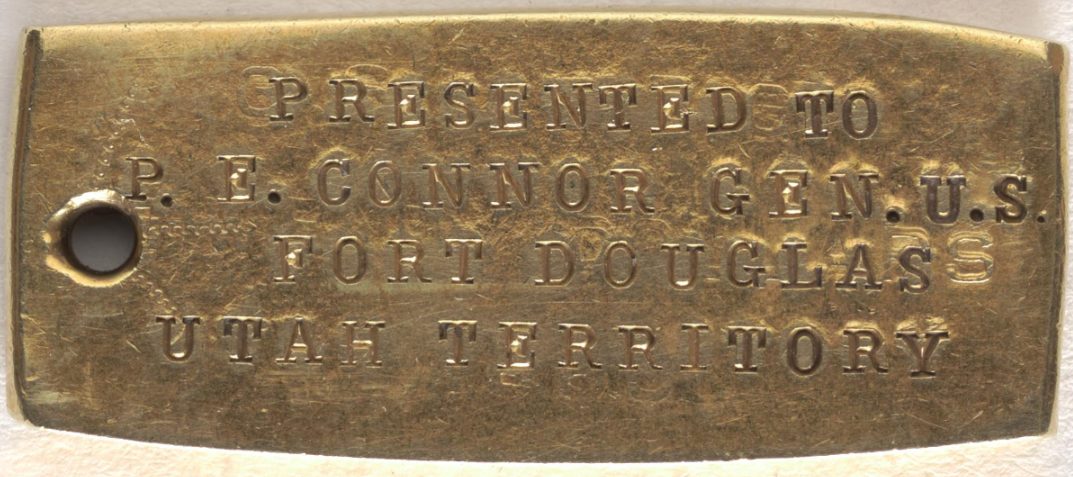 PRESENTED TO
P. E. CONNOR GEN. U.S.
FORT DOUGLAS
UTAH TERRITORY